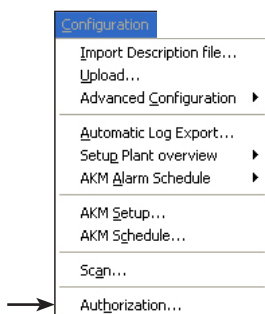 Configuration
Import Description file...
Upload...
Advanced Configuration
Automatic Log Export...
Setup Plant overview
AKM Alarm Schedule
AKM Setup...
AKM Schedule...
Scan...
Authorization...